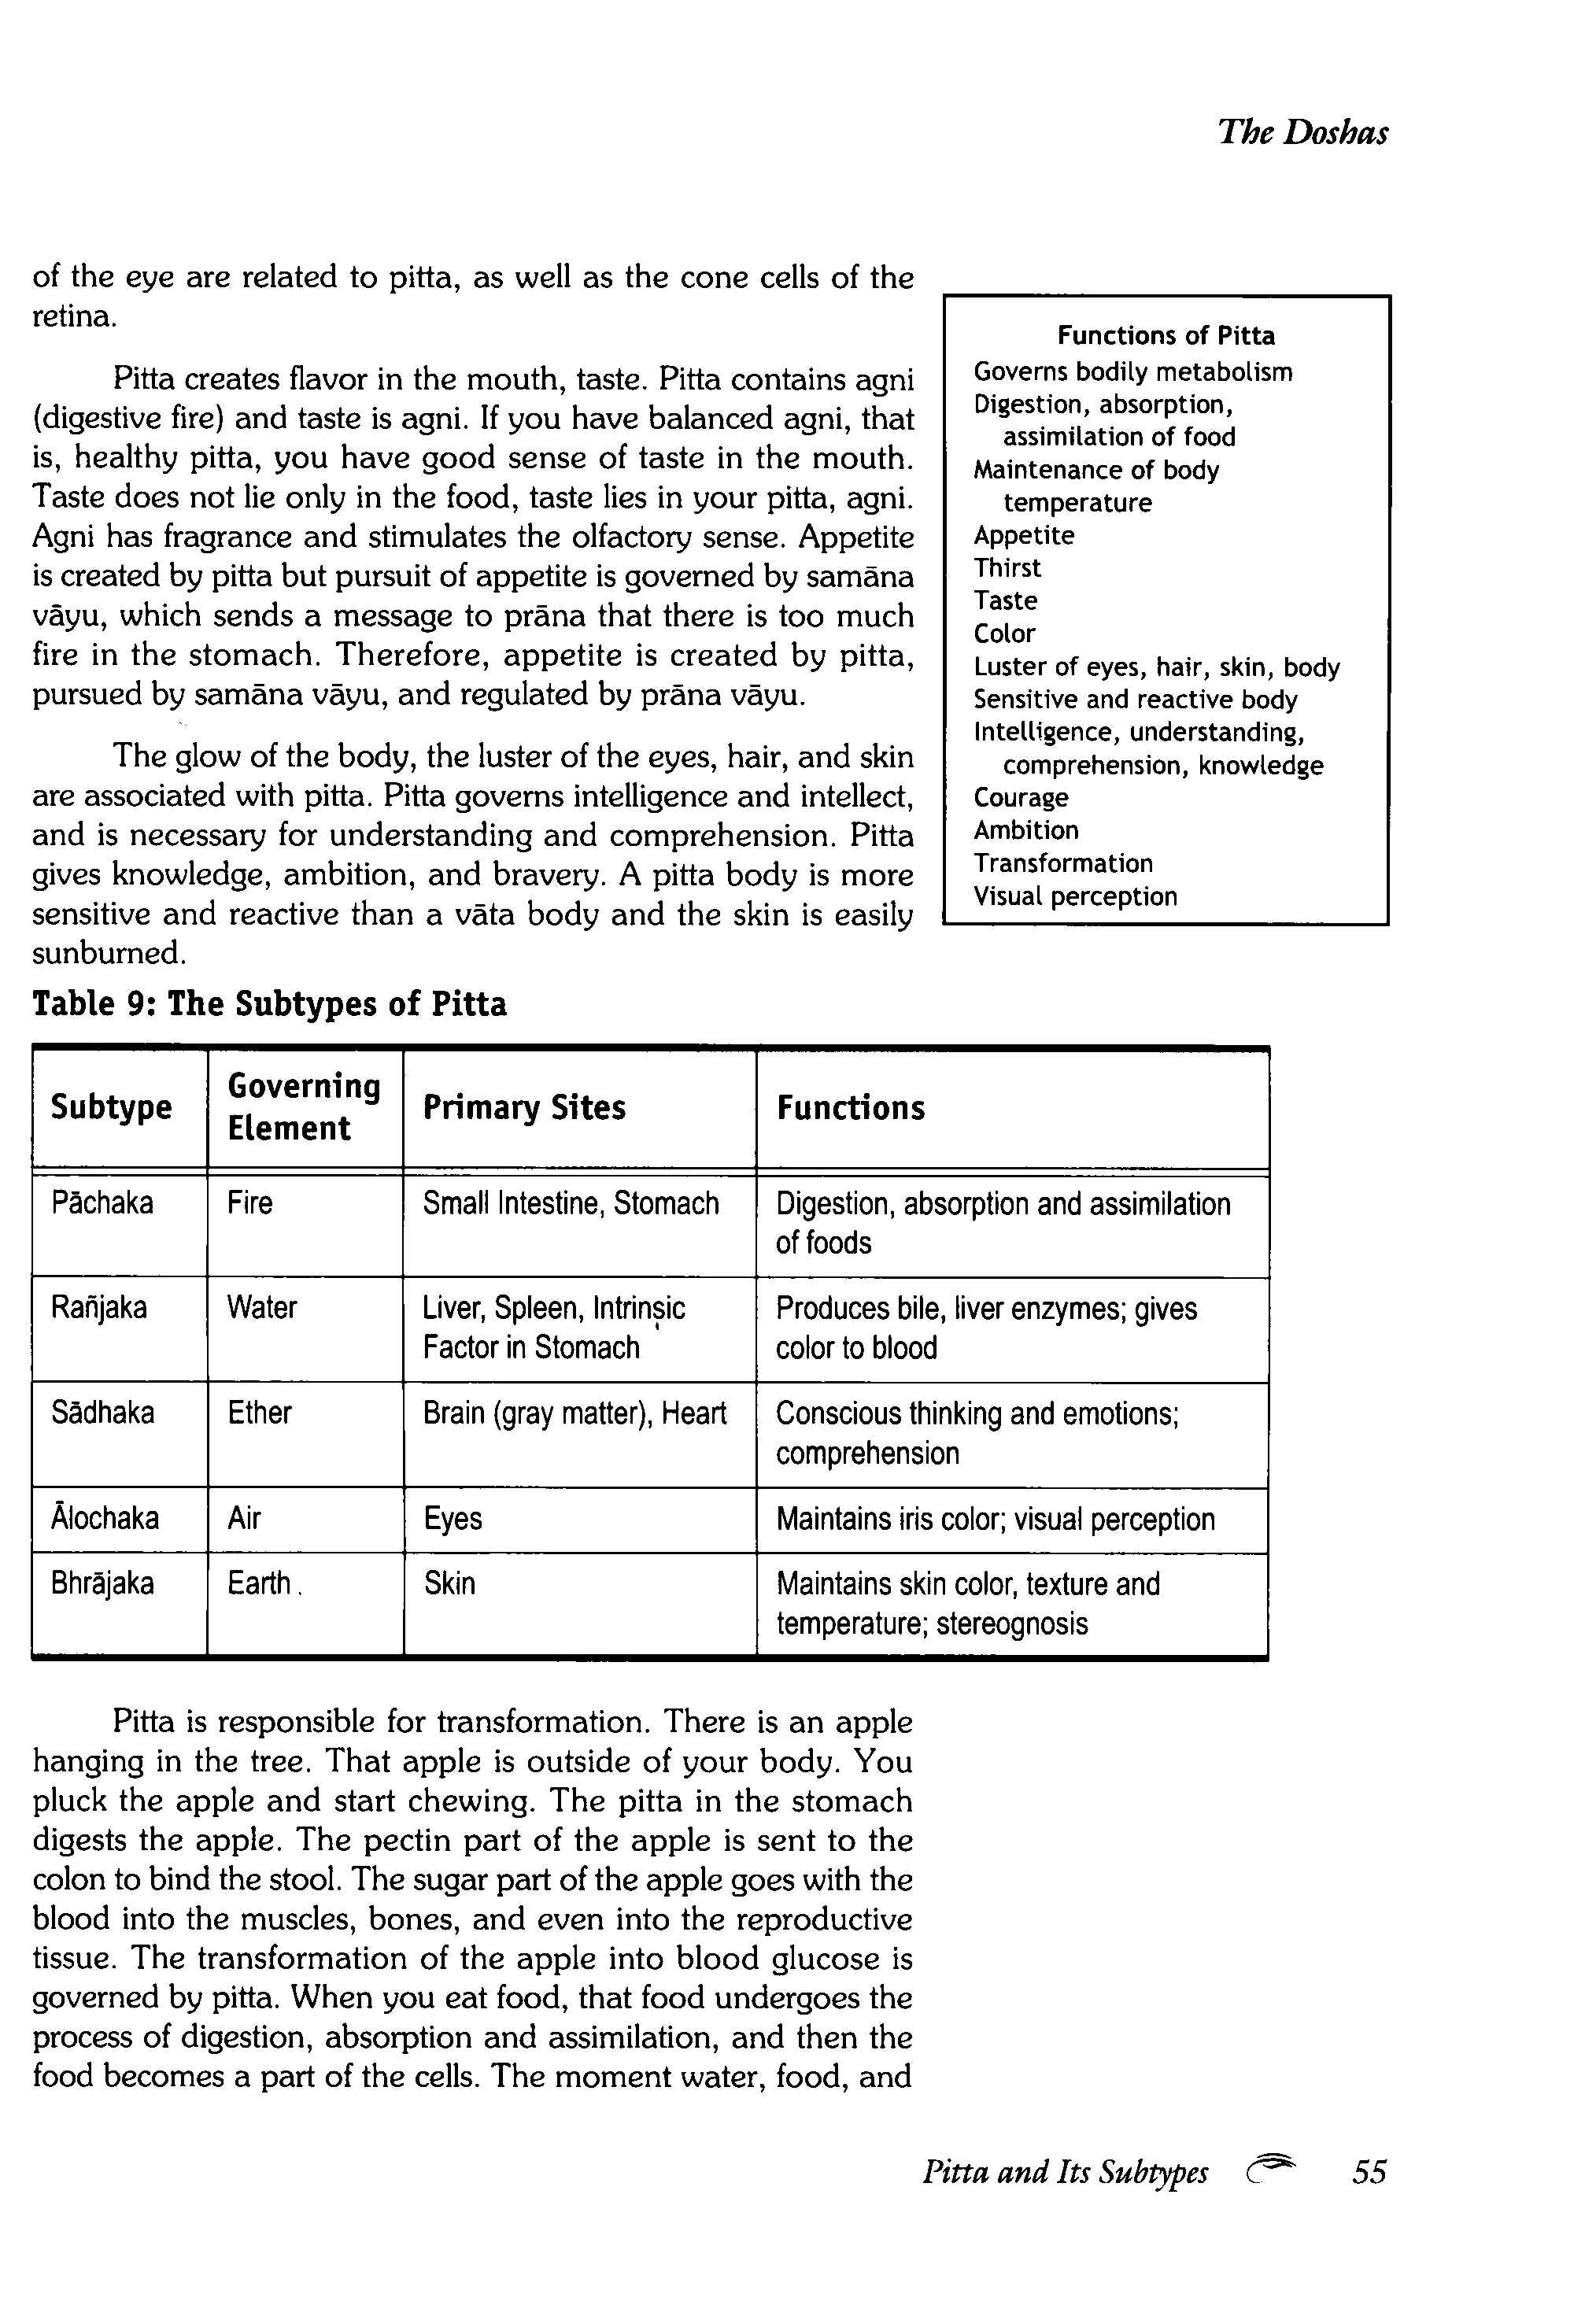 The Doshas
of the eye are related to pitta, as well as the cone cells of the
retina.
Pitta creates flavor in the mouth, taste. Pitta contains agni
(digestive fire) and taste is agni. If you have balanced agni, that
is, healthy pitta, you have good sense of taste in the mouth.
Taste does not lie only in the food, taste lies in your pitta, agni.
Agni has fragrance and stimulates the olfactory sense. Appetite
is created by pitta but pursuit of appetite is governed by samāna
vāyu, which sends a message to prāna that there is too much
fire in the stomach. Therefore, appetite is created by pitta,
pursued by samāna vāyu, and regulated by prāna vāyu.
The glow of the body, the luster of the eyes, hair, and skin
are associated with pitta. Pitta governs intelligence and intellect,
and is necessary for understanding and comprehension. Pitta
gives knowledge, ambition, and bravery. A pitta body is more
sensitive and reactive than a vāta body and the skin is easily
sunburned.
Functions of Pitta
Governs bodily metabolism
Digestion, absorption,
assimilation of food
Maintenance of body
temperature
Appetite
Thirst
Taste
Color
Luster of eyes, hair, skin, body
Sensitive and reactive body
Intelligence, understanding,
comprehension, knowledge
Courage
Ambition
Transformation
Visual perception
Table 9: The Subtypes of Pitta
Subtype Governing Element Primary Sites Functions
Pāchaka Fire Small Intestine, Stomach Digestion, absorption and assimilation
of foods
Rañjaka Water Liver, Spleen, Intrinsic Produces bile, liver enzymes; gives
Factor in Stomach color to blood
Sādhaka Ether Brain (gray matter), Heart Conscious thinking and emotions;
comprehension
Ālochaka Air Eyes Maintains iris color; visual perception
Bhrājaka Earth Skin Maintains skin color, texture and
temperature; stereognosis
Pitta is responsible for transformation. There is an apple
hanging in the tree. That apple is outside of your body. You
pluck the apple and start chewing. The pitta in the stomach
digests the apple. The pectin part of the apple is sent to the
colon to bind the stool. The sugar part of the apple goes with the
blood into the muscles, bones, and even into the reproductive
tissue. The transformation of the apple into blood glucose is
governed by pitta. When you eat food, that food undergoes the
process of digestion, absorption and assimilation, and then the
food becomes a part of the cells. The moment water, food, and
Pitta and Its Subtypes 55